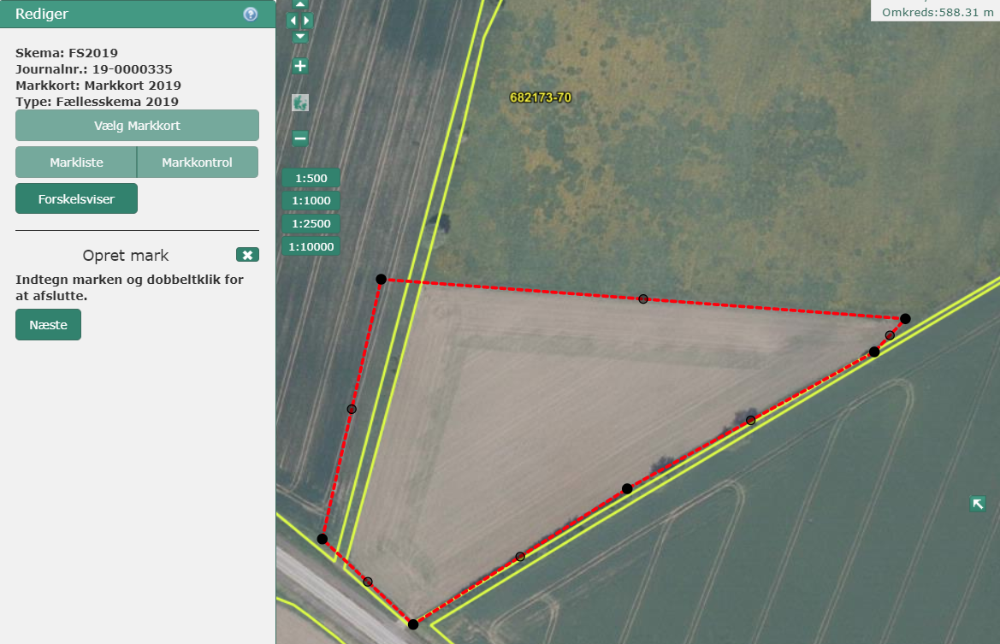 Rediger
Skema: FS2019
Journalnr.: 19-0000335
Markkort: Markkort 2019
Type: Fællesskema 2019
Vælg Markkort
Markliste
Markkontrol
Forskelsviser
Opret mark
Indtegn marken og dobbeltklik for
at afslutte.
Næste
1:500
1:1000
1:2500
1:10000
682173-70
Omkreds:588.31 m